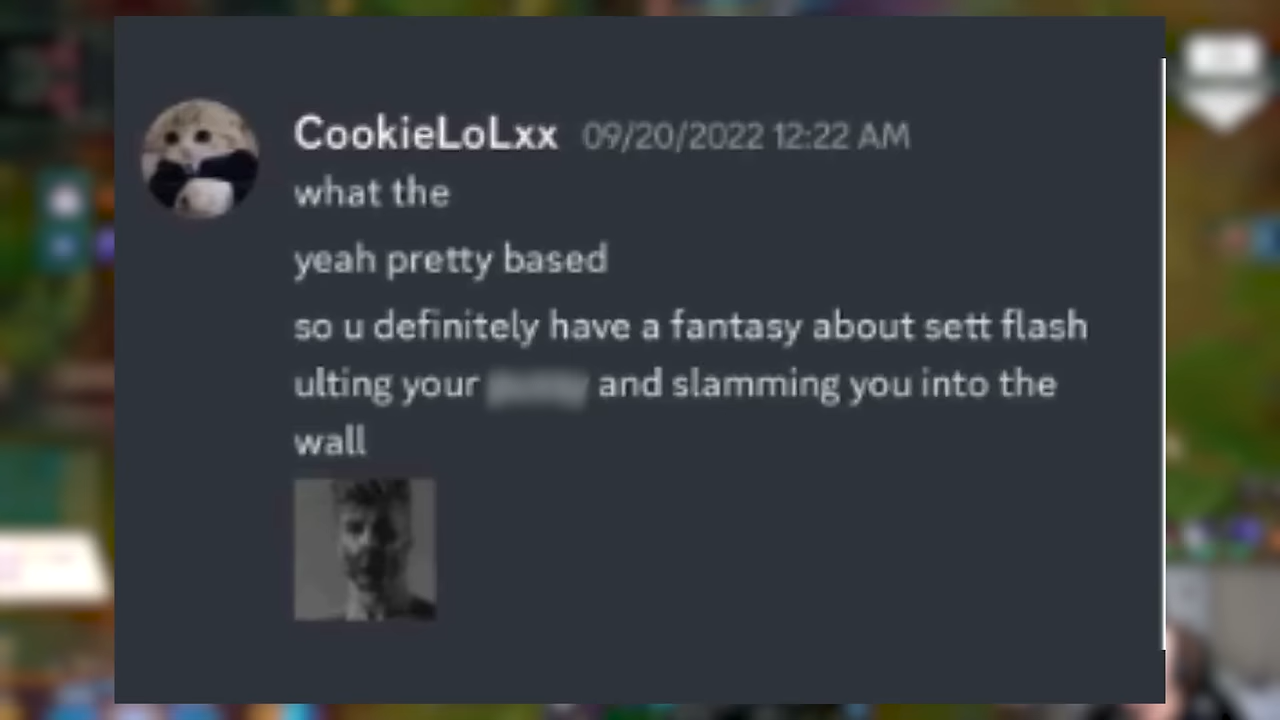 CookieLoLxx 09/20/2022 12:22 AM
what the
yeah pretty based
so u definitely have a fantasy about sett flash
ulting your and slamming you into the
wall